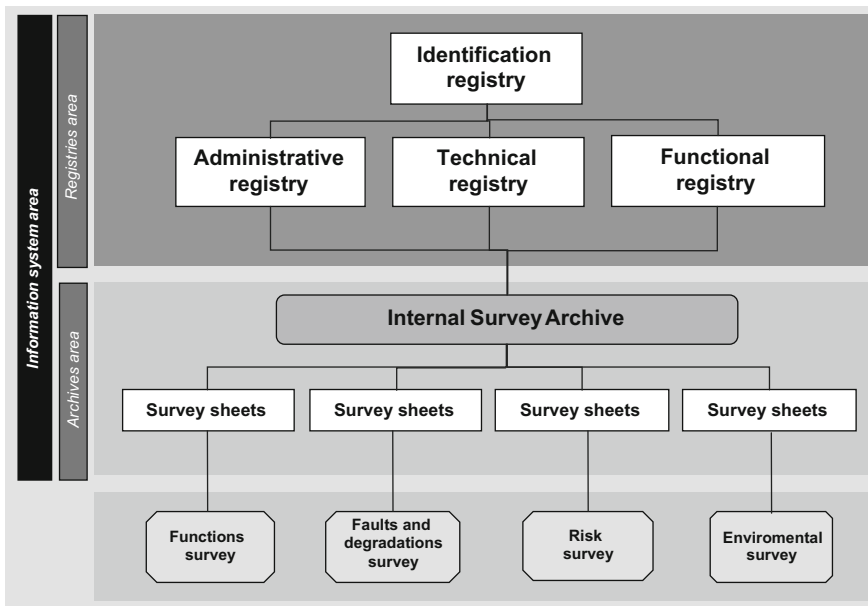 Information system area
Registries area
Identification
registry
Administrative
registry
Technical
registry
Functional
registry
Archives area
Internal Survey Archive
Survey sheets
Survey sheets
Survey sheets
Survey sheets
Functions
survey
Faults and
degradations
survey
Risk
survey
Enviromental
survey